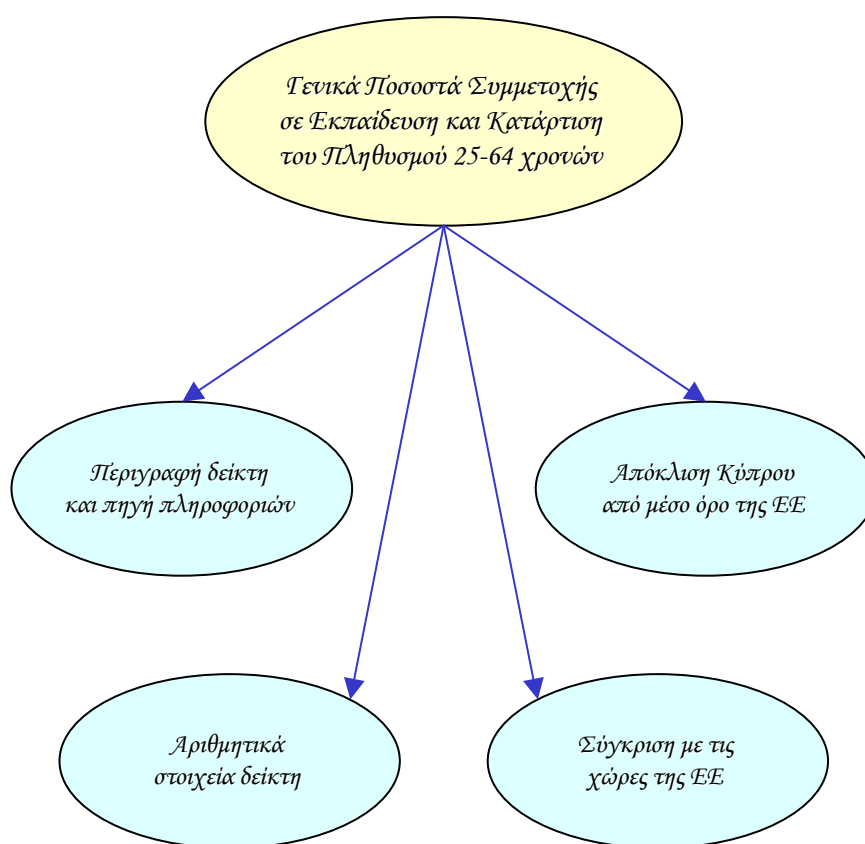 Γενικά Ποσοστά Συμμετοχής
σε Εκπαίδευση και Κατάρτιση
του Πληθυσμού 25-64 χρονών
Περιγραφή δείκτη
και πηγή πληροφοριών
Απόκλιση Κύπρου
από μέσο όρο της ΕΕ
Αριθμητικά
στοιχεία δείκτη
Σύγκριση με τις
χώρες της ΕΕ